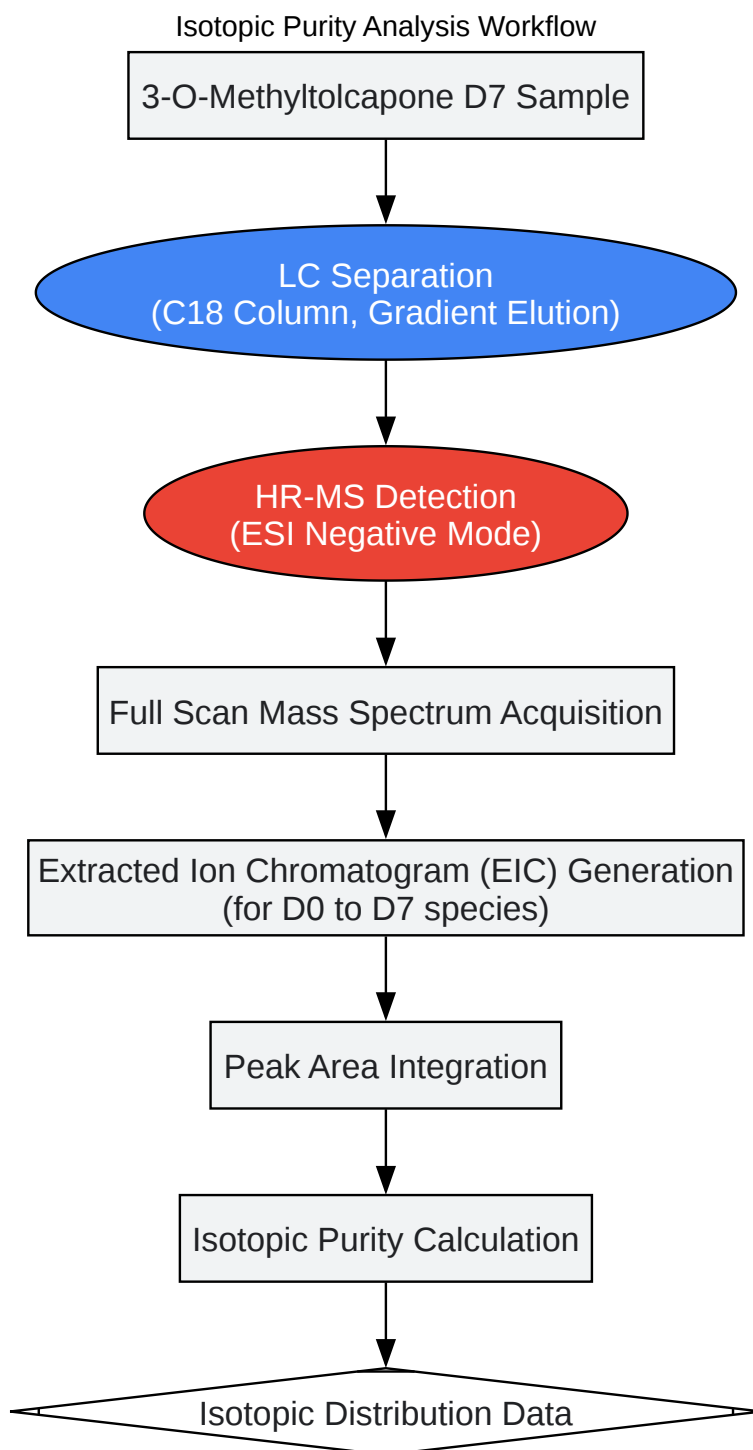 Isotopic Purity Analysis Workflow
3-O-Methyltolcapone D7 Sample
LC Separation
(C18 Column, Gradient Elution)
HR-MS Detection
(ESI Negative Mode)
Full Scan Mass Spectrum Acquisition
Extracted Ion Chromatogram (EIC) Generation
(for D0 to D7 species)
Peak Area Integration
Isotopic Purity Calculation
Isotopic Distribution Data